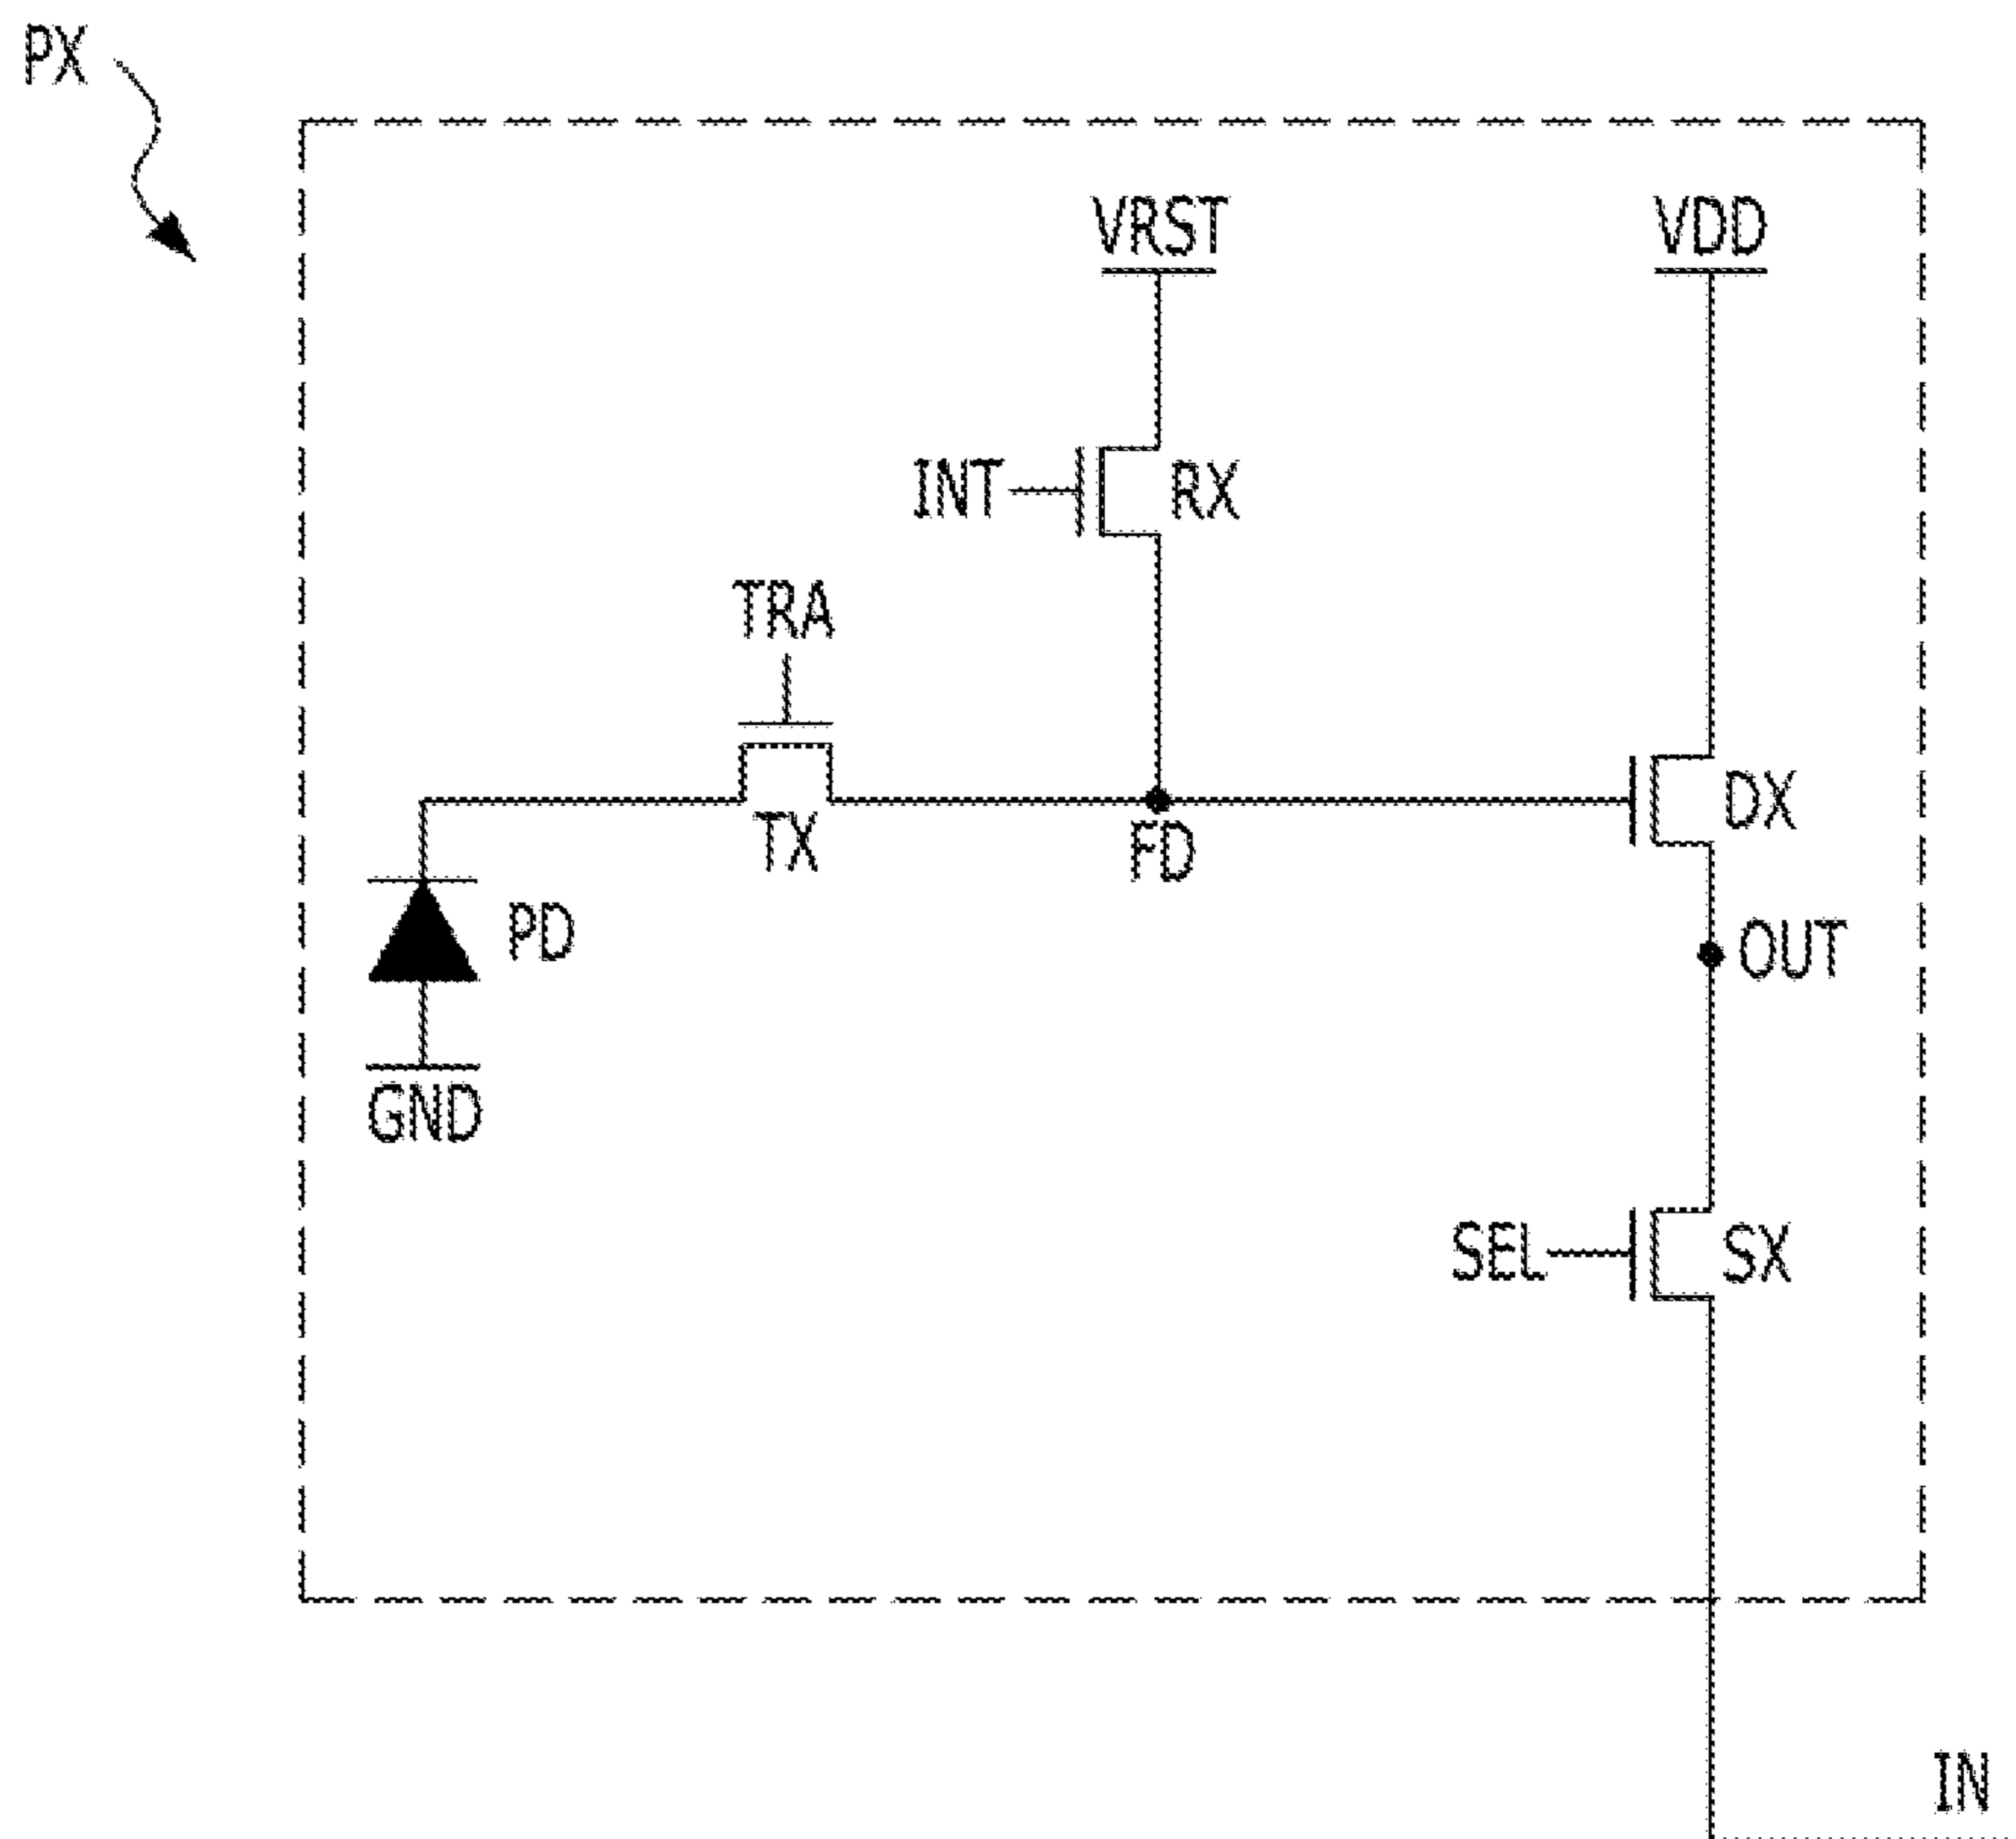 PX
VRST
VDD
INT
RX
TRA
TX
FD
DX
PD
OUT
GND
SEL
SX
IN